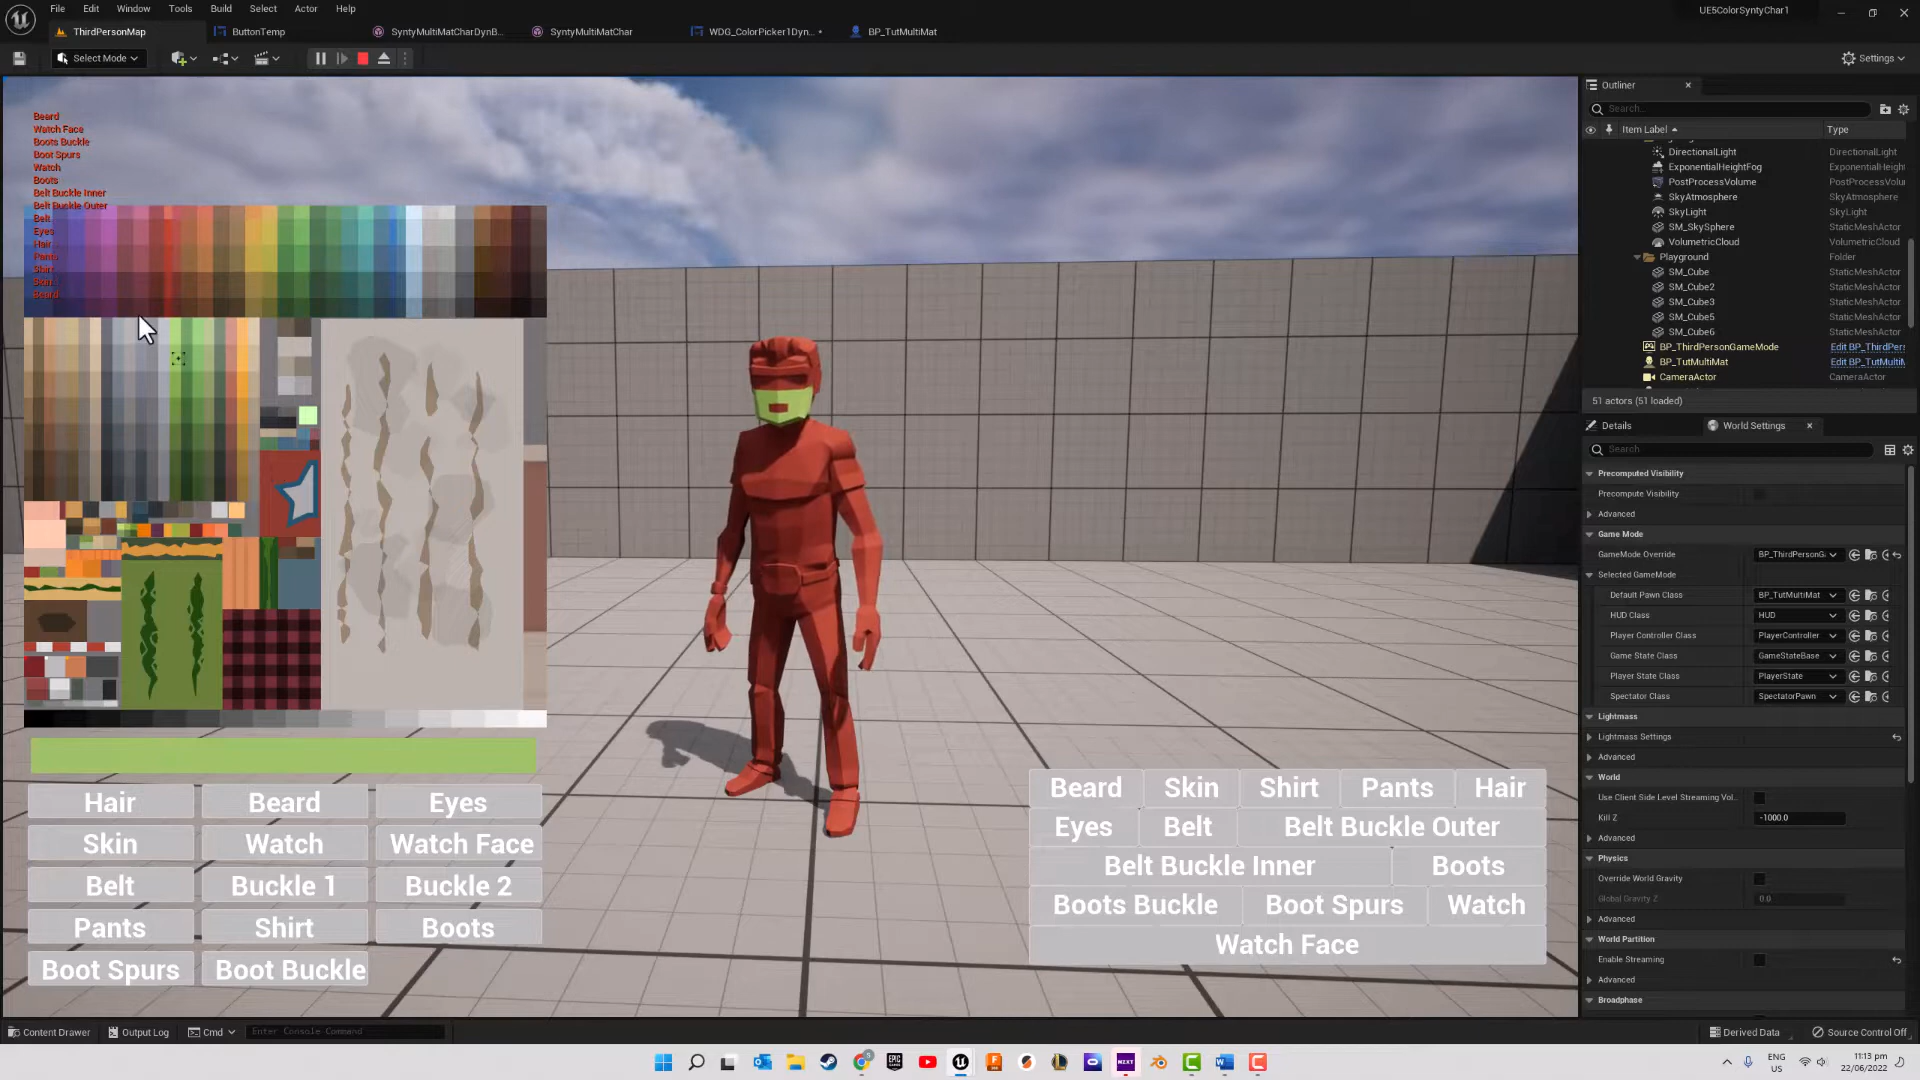 File Edit Window Tools Build Select Actor Help
UE5ColorSyntyChar1
ThirdPersonMap
ButtonTemp
SyntyMultiMatCharDynB...
SyntyMultiMatChar
WDG_ColorPicker1Dyn...
BP_TutMultiMat
Select Mode
Settings
Beard
Watch Face
Boots Buckle
Boot Spurs
Watch
Boots
Belt Buckle Inner
Belt Buckle Outer
Belt
Eyes
Hair
Pants
Shirt
Skin
Beard
Hair Beard Eyes
Skin Watch Watch Face
Belt Buckle 1 Buckle 2
Pants Shirt Boots
Boot Spurs Boot Buckle
Beard Skin Shirt Pants Hair
Eyes Belt Belt Buckle Outer
Belt Buckle Inner Boots
Boots Buckle Boot Spurs Watch
Watch Face
Outliner
Search...
Item Label Type
DirectionalLight DirectionalLight
ExponentialHeightFog ExponentialHeight
PostProcessVolume PostProcessVolu
SkyAtmosphere SkyAtmosphere
SkyLight SkyLight
SM_SkySphere StaticMeshActor
VolumetricCloud VolumetricCloud
Playground Folder
SM_Cube StaticMeshActor
SM_Cube2 StaticMeshActor
SM_Cube3 StaticMeshActor
SM_Cube5 StaticMeshActor
SM_Cube6 StaticMeshActor
BP_ThirdPersonGameMode Edit BP_ThirdPers
BP_TutMultiMat Edit BP_TutMultiM
CameraActor CameraActor
51 actors (51 loaded)
Details
World Settings
Search
Precomputed Visibility
Precompute Visibility
Advanced
Game Mode
GameMode Override BP_ThirdPersonG
Selected GameMode
Default Pawn Class BP_TutMultiMat
HUD Class HUD
Player Controller Class PlayerController
Game State Class GameStateBase
Player State Class PlayerState
Spectator Class SpectatorPawn
Lightmass
Lightmass Settings
Advanced
World
Use Client Side Level Streaming Vol...
Kill Z -1000.0
Advanced
Physics
Override World Gravity
Global Gravity Z 0.0
Advanced
World Partition
Enable Streaming
Advanced
Broadphase
Content Drawer Output Log Cmd Enter Console Command
Derived Data Source Control Off
ENG
US
11:13 pm
22/06/2022